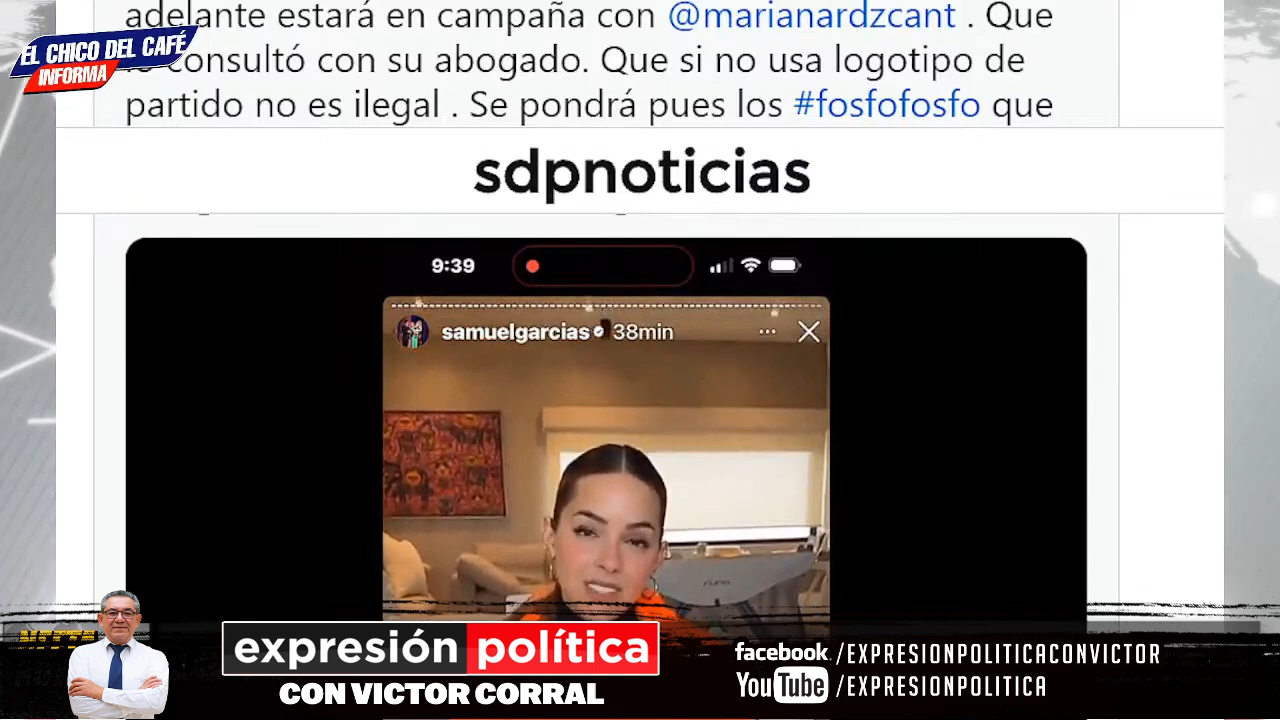 adelante estará en campaña con @marianardzcant . Que
consultó con su abogado. Que si no usa logotipo de
partido no es ilegal . Se pondrá pues los #fosfofosfo que
EL CHICO DEL CAFÉ
INFORMA
sdpnoticias
9:39
samuelgarcias 38min
nuna
expresión política
CON VICTOR CORRAL
facebook /EXPRESIONPOLITICACONVICTOR
YouTube /EXPRESIONPOLITICA